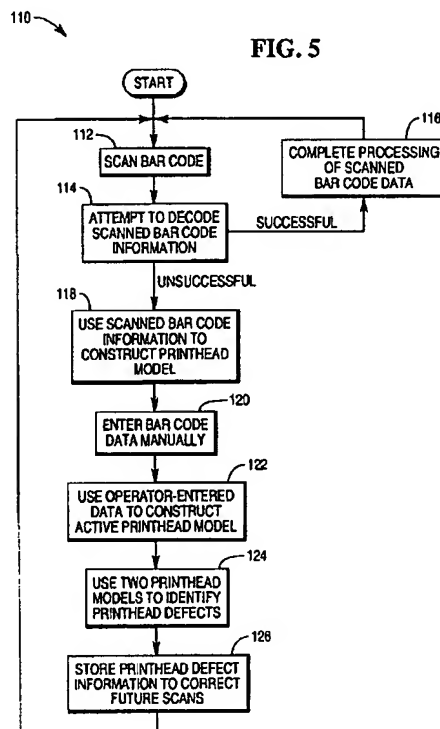 110
FIG. 5
START
112
SCAN BAR CODE
116
COMPLETE PROCESSING
OF SCANNED
BAR CODE DATA
114
ATTEMPT TO DECODE
SCANNED BAR CODE
INFORMATION
SUCCESSFUL
UNSUCCESSFUL
118
USE SCANNED BAR CODE
INFORMATION TO
CONSTRUCT PRINTHEAD
MODEL
120
ENTER BAR CODE
DATA MANUALLY
122
USE OPERATOR-ENTERED
DATA TO CONSTRUCT
ACTIVE PRINTHEAD MODEL
124
USE TWO PRINTHEAD
MODELS TO IDENTIFY
PRINTHEAD DEFECTS
126
STORE PRINTHEAD DEFECT
INFORMATION TO CORRECT
FUTURE SCANS